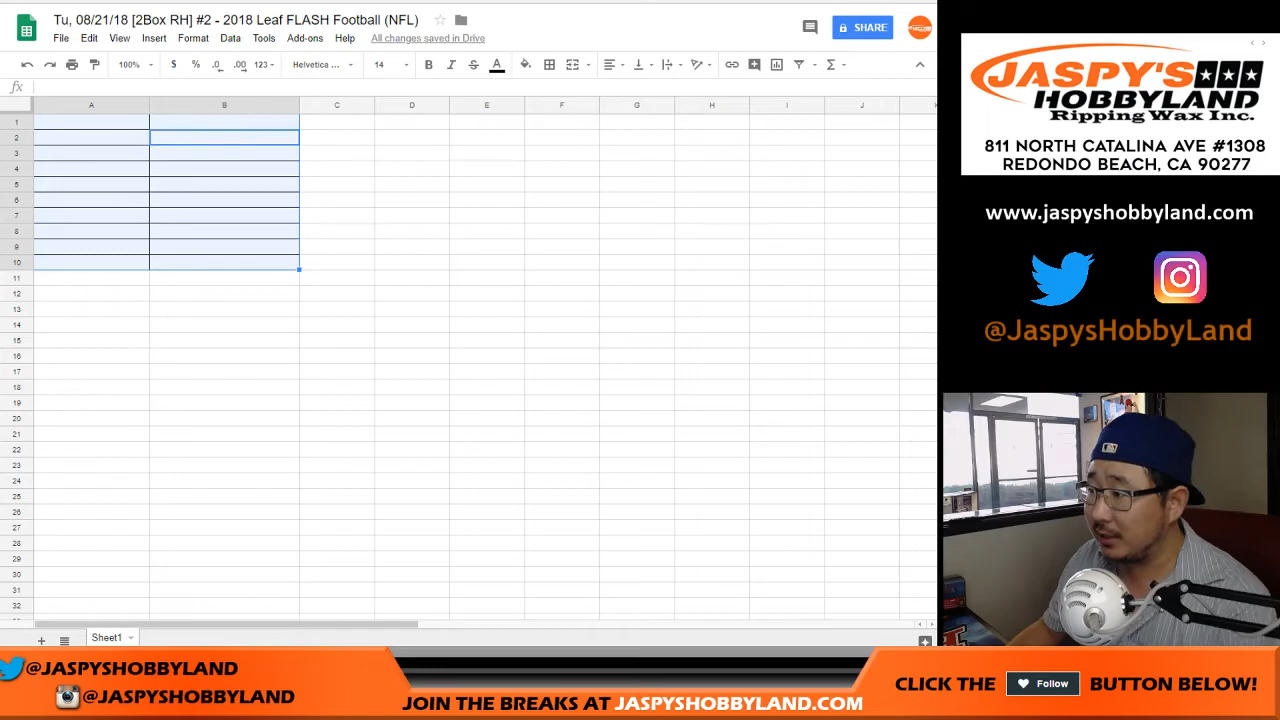 Tu, 08/21/18 [2Box RH] #2 - 2018 Leaf FLASH Football (NFL)
File Edit View Insert Format Data Tools Add-ons Help All changes saved in Drive
SHARE
100% $ % .0 .00 123 Helvetica ... 14 B I S A
fx
A B C D E F G H I J K
1
2
3
4
5
6
7
8
9
10
11
12
13
14
15
16
17
18
19
20
21
22
23
24
25
26
27
28
29
30
31
32
Sheet1
JASPY'S
HOBBYLAND
Ripping Wax Inc.
811 NORTH CATALINA AVE #1308
REDONDO BEACH, CA 90277
www.jaspyshobbyland.com
@JaspysHobbyLand
@JASPYSHOBBYLAND
@JASPYSHOBBYLAND
JOIN THE BREAKS AT JASPYSHOBBYLAND.COM
CLICK THE Follow BUTTON BELOW!